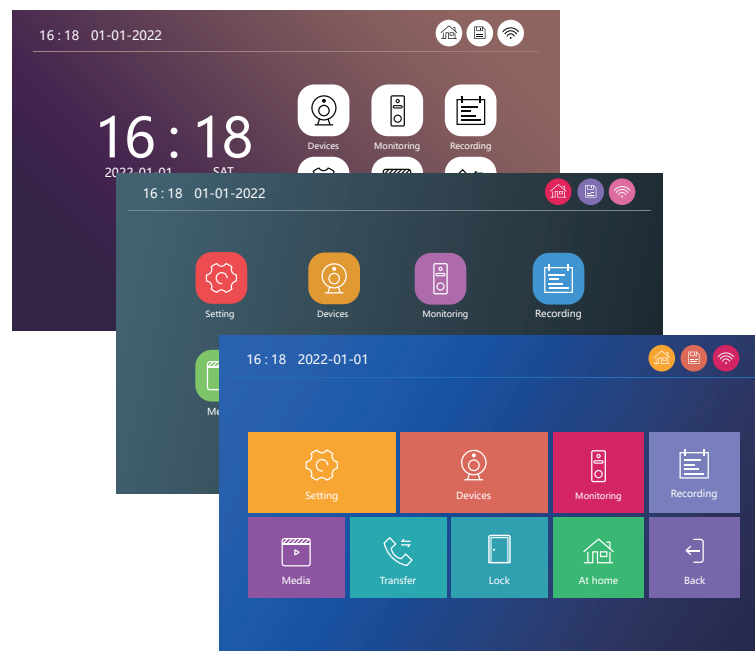 16 : 18 01-01-2022
16 : 18
2022-01-01 SAT
Devices Monitoring Recording
16 : 18 01-01-2022
Setting Devices Monitoring Recording
16 : 18 2022-01-01
Setting Devices Monitoring Recording
Media Transfer Lock At home Back